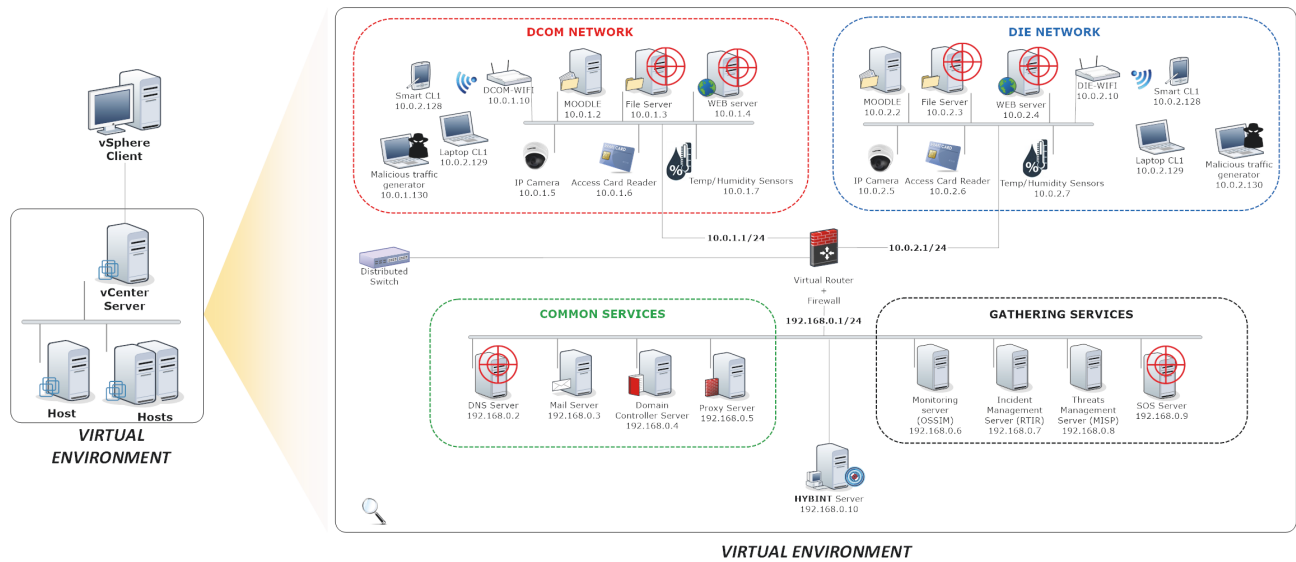 vSphere
Client
vCenter
Server
Host
Hosts
VIRTUAL
ENVIRONMENT
DCOM NETWORK
Smart CL1
10.0.2.128
DCOM-WIFI
10.0.1.10
MOODLE
10.0.1.2
File Server
10.0.1.3
WEB server
10.0.1.4
Laptop CL1
10.0.2.129
Malicious traffic
generator
10.0.1.130
IP Camera
10.0.1.5
Access Card Reader
10.0.1.6
%
Temp/Humidity Sensors
10.0.1.7
DIE NETWORK
MOODLE
10.0.2.2
File Server
10.0.2.3
WEB server
10.0.2.4
DIE-WIFI
10.0.2.10
Smart CL1
10.0.2.128
IP Camera
10.0.2.5
Access Card Reader
10.0.2.6
%
Temp/Humidity Sensors
10.0.2.7
Laptop CL1
10.0.2.129
Malicious traffic
generator
10.0.2.130
10.0.1.1/24
10.0.2.1/24
Distributed
Switch
Virtual Router
+
Firewall
192.168.0.1/24
COMMON SERVICES
DNS Server
192.168.0.2
Mail Server
192.168.0.3
Domain
Controller Server
192.168.0.4
Proxy Server
192.168.0.5
GATHERING SERVICES
Monitoring
server
(OSSIM)
192.168.0.6
Incident
Management
Server (RTIR)
192.168.0.7
Threats
Management
Server (MISP)
192.168.0.8
SOS Server
192.168.0.9
HYBINT Server
192.168.0.10
VIRTUAL ENVIRONMENT